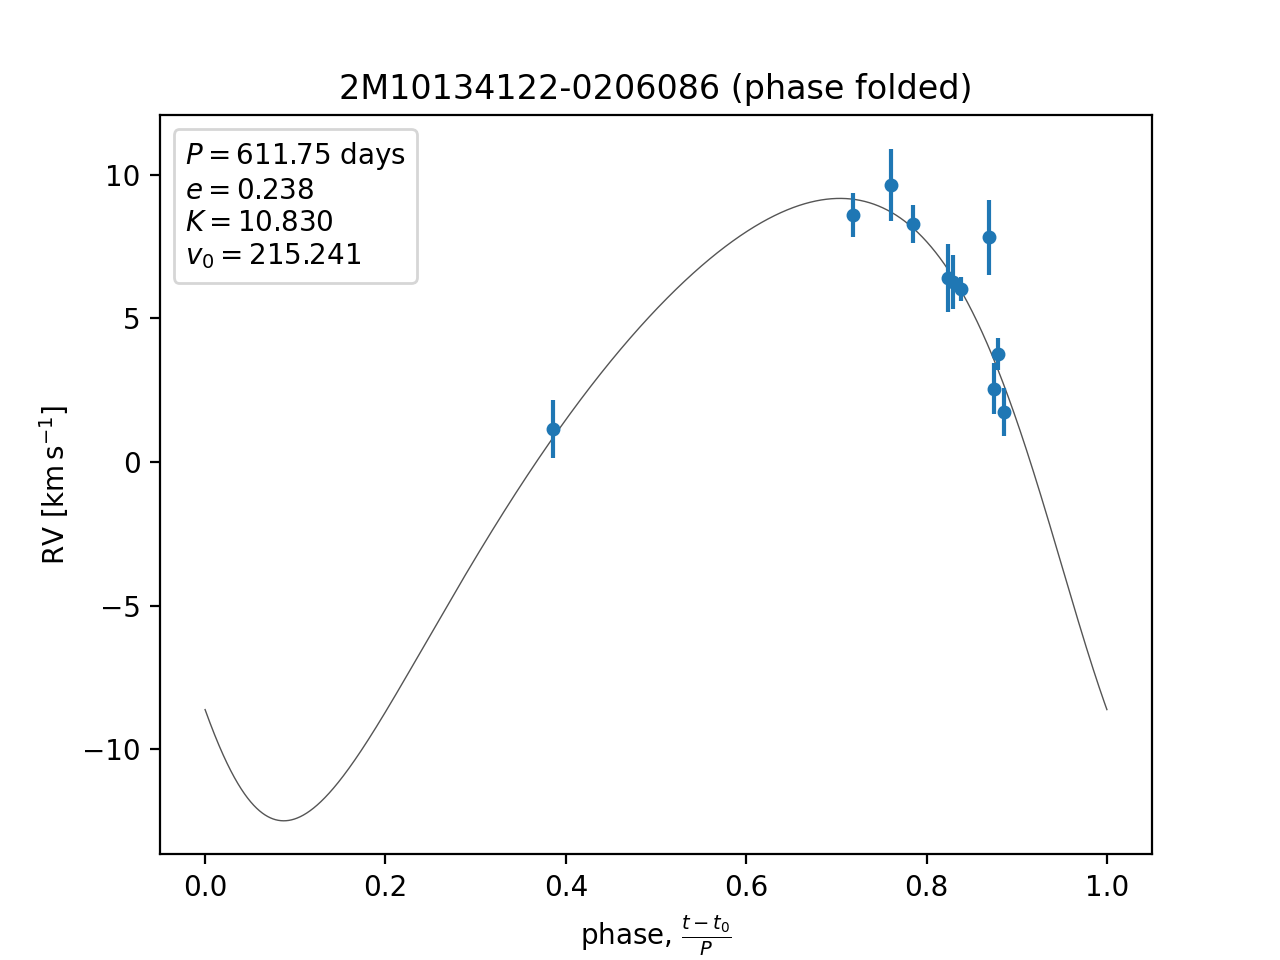 2M10134122-0206086 (phase folded)
P = 611.75 days
e = 0.238
K = 10.830
v₀ = 215.241
10
5
0
−5
−10
RV [km s⁻¹]
0.0 0.2 0.4 0.6 0.8 1.0
phase, (t − t₀)/P